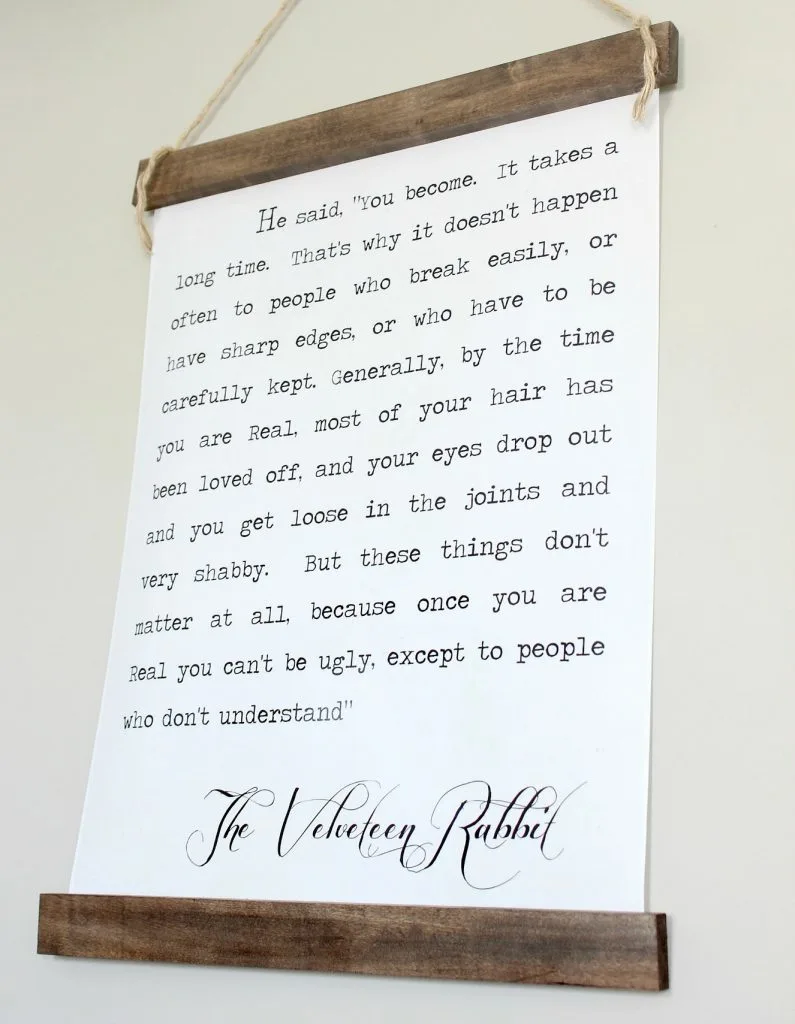 He said, "You become. It takes a
long time. That's why it doesn't happen
often to people who break easily, or
have sharp edges, or who have to be
carefully kept. Generally, by the time
you are Real, most of your hair has
been loved off, and your eyes drop out
and you get loose in the joints and
very shabby. But these things don't
matter at all, because once you are
Real you can't be ugly, except to people
who don't understand"
The Velveteen Rabbit